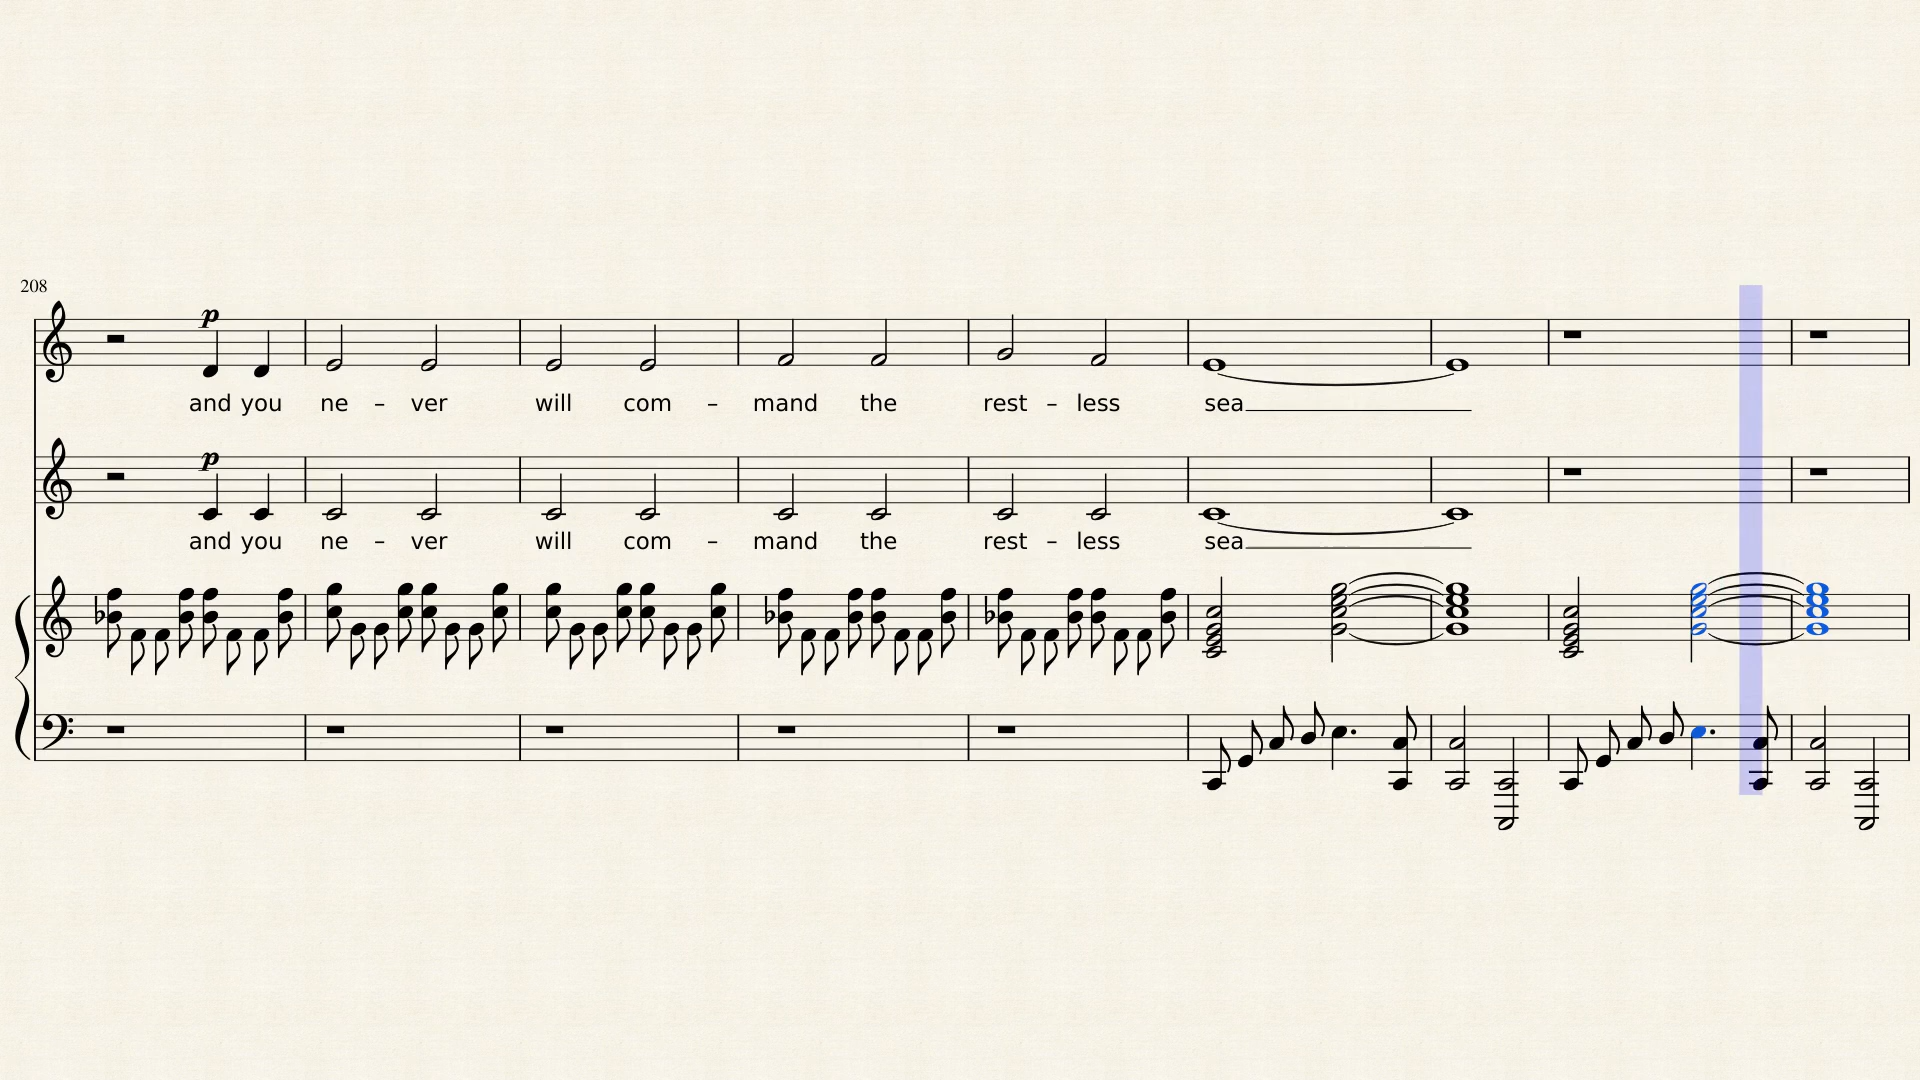 208
p
and you ne – ver will com – mand the rest – less sea
p
and you ne – ver will com – mand the rest – less sea